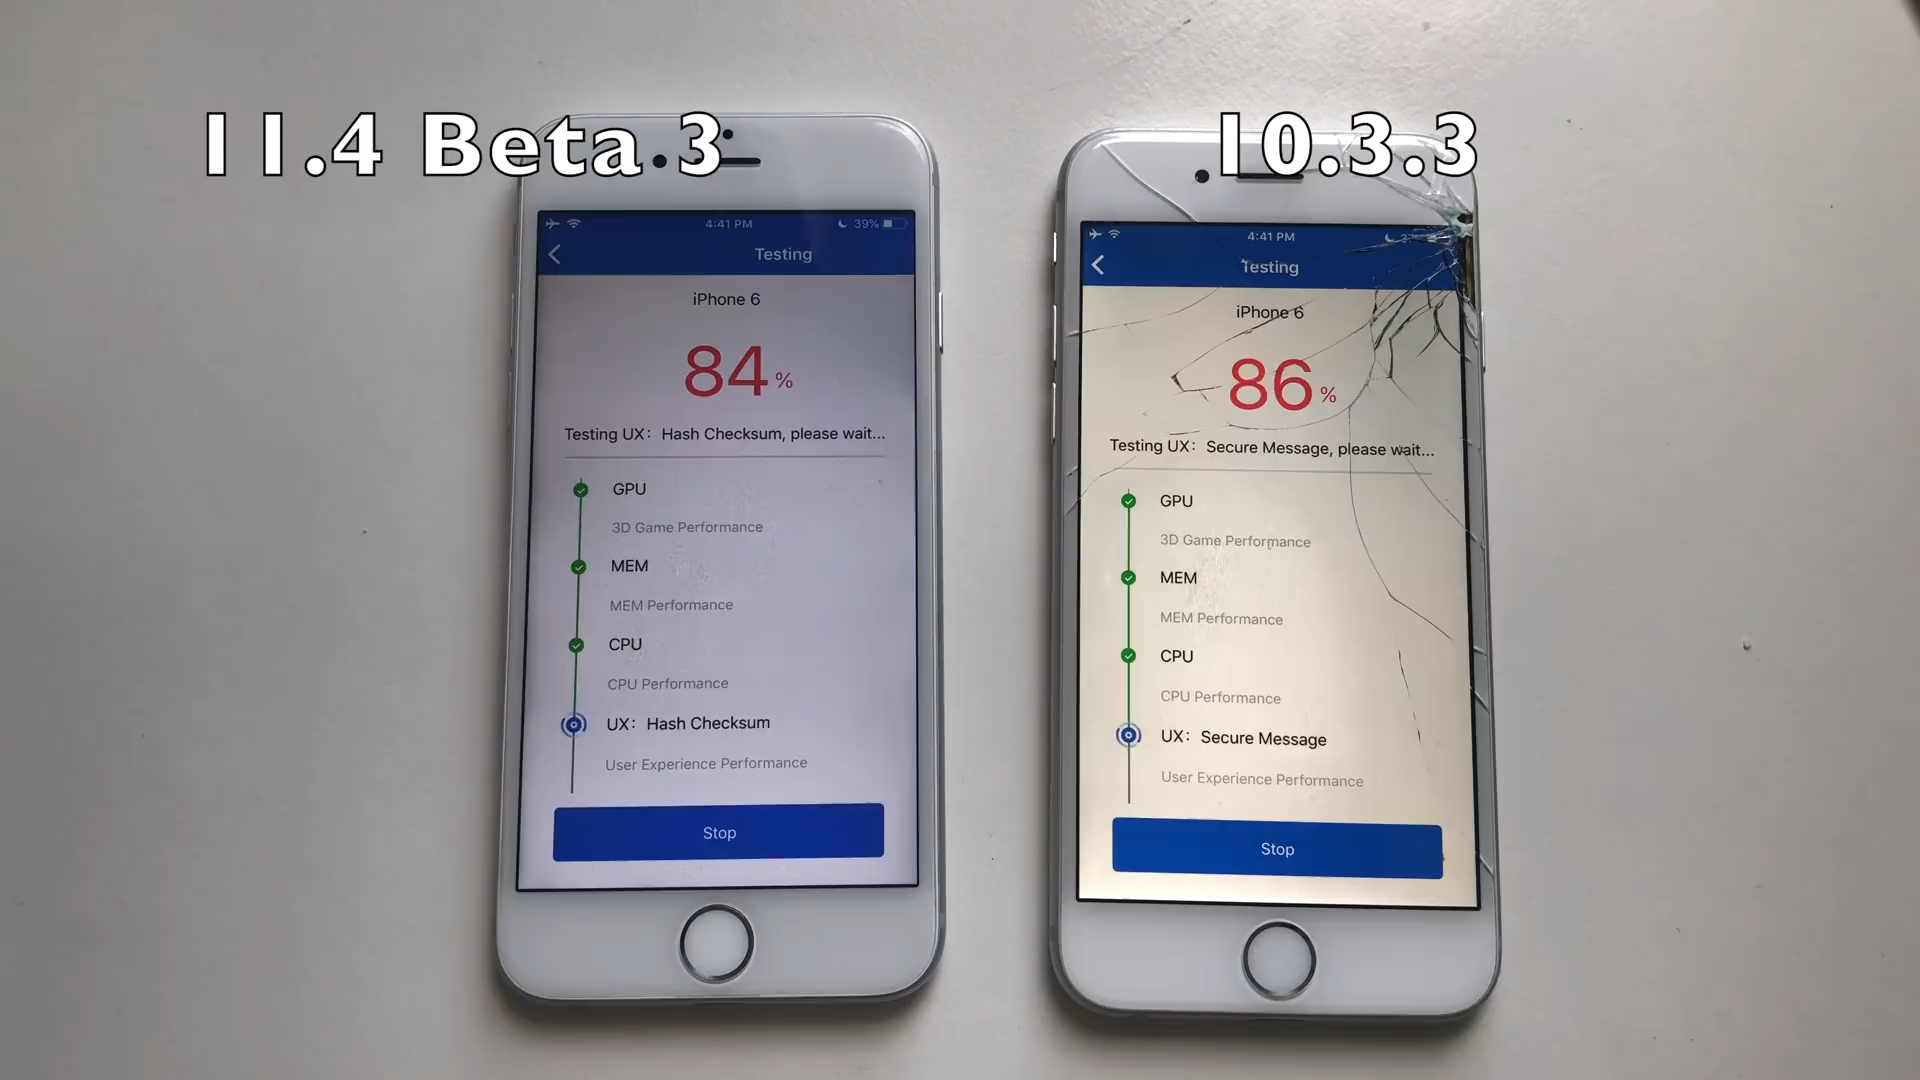 11.4 Beta 3
4:41 PM
39%
Testing
iPhone 6
84 %
Testing UX: Hash Checksum, please wait...
GPU
3D Game Performance
MEM
MEM Performance
CPU
CPU Performance
UX: Hash Checksum
User Experience Performance
Stop
10.3.3
4:41 PM
Testing
iPhone 6
86 %
Testing UX: Secure Message, please wait...
GPU
3D Game Performance
MEM
MEM Performance
CPU
CPU Performance
UX: Secure Message
User Experience Performance
Stop